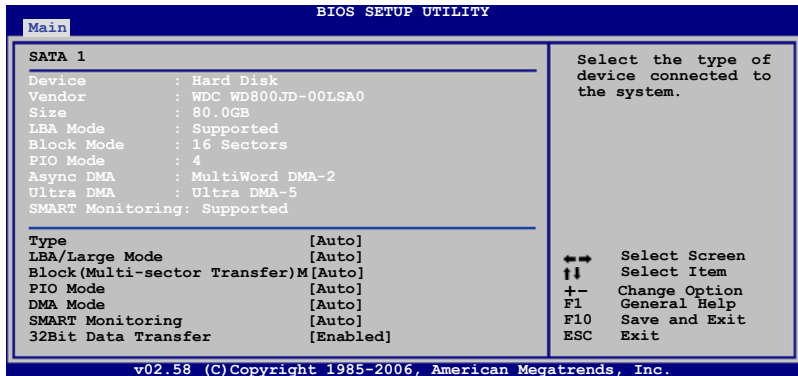 BIOS SETUP UTILITY
Main
SATA 1
Device : Hard Disk
Vendor : WDC WD800JD-00LSA0
Size : 80.0GB
LBA Mode : Supported
Block Mode : 16 Sectors
PIO Mode : 4
Async DMA : MultiWord DMA-2
Ultra DMA : Ultra DMA-5
SMART Monitoring: Supported
Type [Auto]
LBA/Large Mode [Auto]
Block(Multi-sector Transfer)M[Auto]
PIO Mode [Auto]
DMA Mode [Auto]
SMART Monitoring [Auto]
32Bit Data Transfer [Enabled]
Select the type of
device connected to
the system.
←→ Select Screen
↑↓ Select Item
+- Change Option
F1 General Help
F10 Save and Exit
ESC Exit
v02.58 (C)Copyright 1985-2006, American Megatrends, Inc.